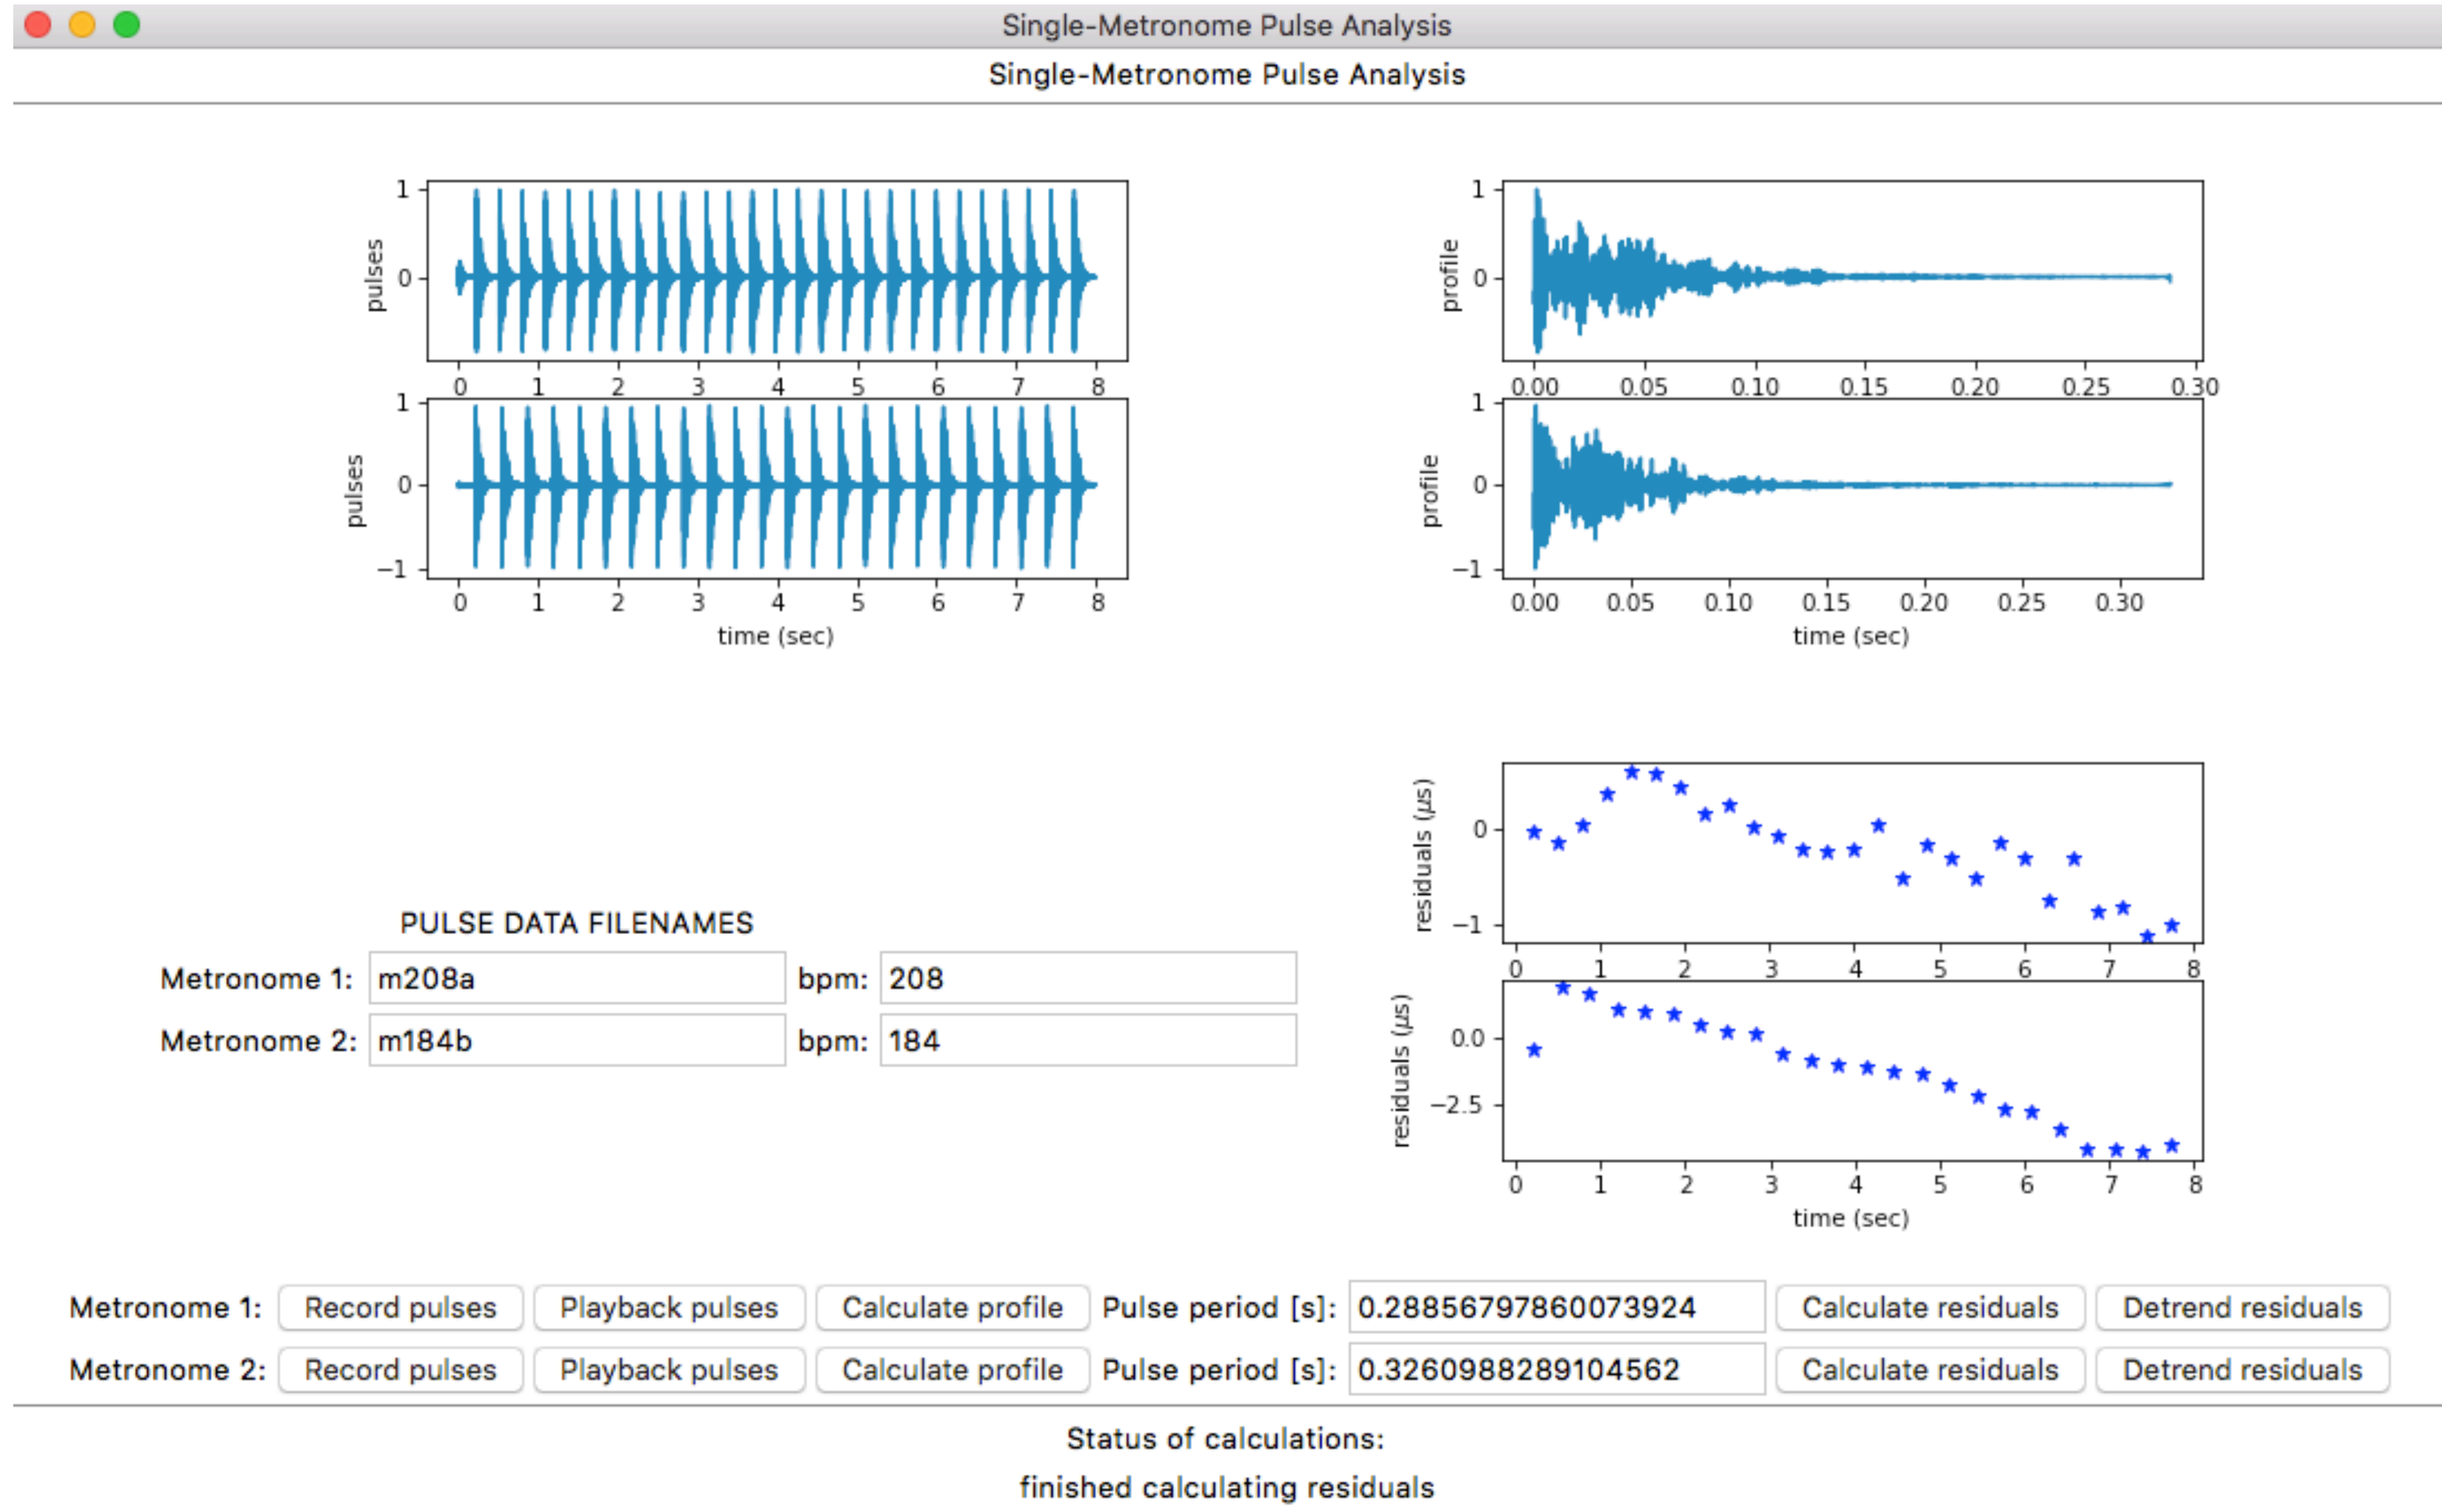 Single-Metronome Pulse Analysis
Single-Metronome Pulse Analysis
pulses
1
0
0 1 2 3 4 5 6 7 8
pulses
1
0
−1
0 1 2 3 4 5 6 7 8
time (sec)
profile
1
0
0.00 0.05 0.10 0.15 0.20 0.25 0.30
profile
1
0
−1
0.00 0.05 0.10 0.15 0.20 0.25 0.30
time (sec)
residuals (μs)
0
−1
0 1 2 3 4 5 6 7 8
residuals (μs)
0.0
−2.5
0 1 2 3 4 5 6 7 8
time (sec)
PULSE DATA FILENAMES
Metronome 1: m208a bpm: 208
Metronome 2: m184b bpm: 184
Metronome 1: Record pulses Playback pulses Calculate profile Pulse period [s]: 0.28856797860073924 Calculate residuals Detrend residuals
Metronome 2: Record pulses Playback pulses Calculate profile Pulse period [s]: 0.3260988289104562 Calculate residuals Detrend residuals
Status of calculations:
finished calculating residuals